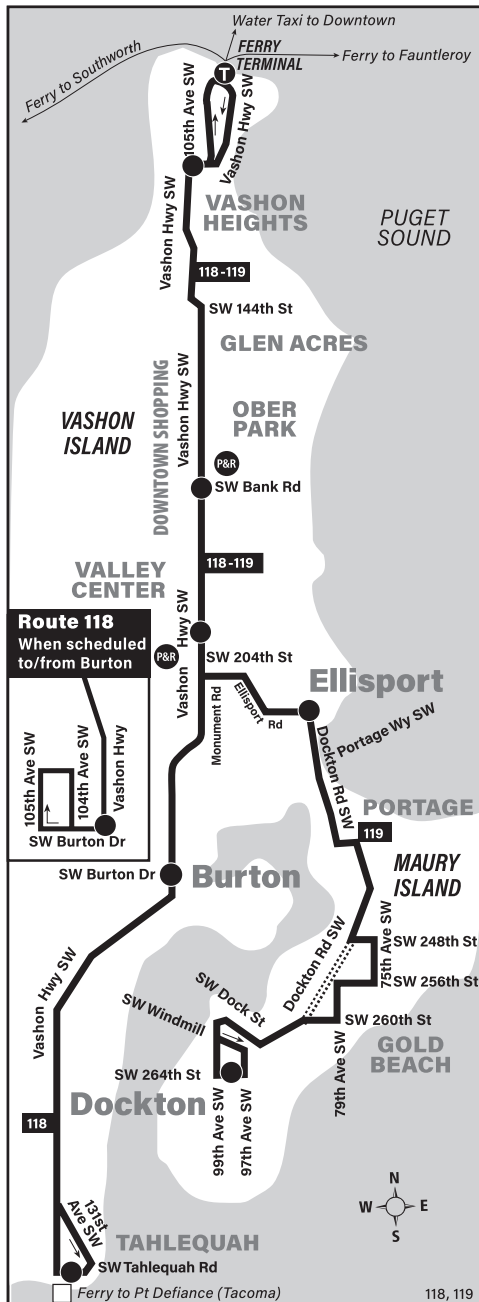 Water Taxi to Downtown
FERRY
TERMINAL
Ferry to Fauntleroy
Ferry to Southworth
T
105th Ave SW
Vashon Hwy SW
VASHON
HEIGHTS
PUGET
SOUND
Vashon Hwy SW
118-119
SW 144th St
GLEN ACRES
VASHON
ISLAND
DOWNTOWN SHOPPING
Vashon Hwy SW
OBER
PARK
P&R
SW Bank Rd
118-119
VALLEY
CENTER
Vashon Hwy SW
P&R
SW 204th St
Route 118
When scheduled
to/from Burton
105th Ave SW
104th Ave SW
Vashon Hwy
SW Burton Dr
Monument Rd
Ellisport Rd
Ellisport
Portage Wy SW
Dockton Rd SW
PORTAGE
119
MAURY
ISLAND
SW Burton Dr
Burton
Vashon Hwy SW
Dockton Rd SW
75th Ave SW
SW 248th St
SW 256th St
SW Dock St
SW Windmill
SW 260th St
79th Ave SW
GOLD
BEACH
SW 264th St
Dockton
99th Ave SW
97th Ave SW
118
131st
Ave SW
TAHLEQUAH
SW Tahlequah Rd
Ferry to Pt Defiance (Tacoma)
N
W
E
S
118, 119